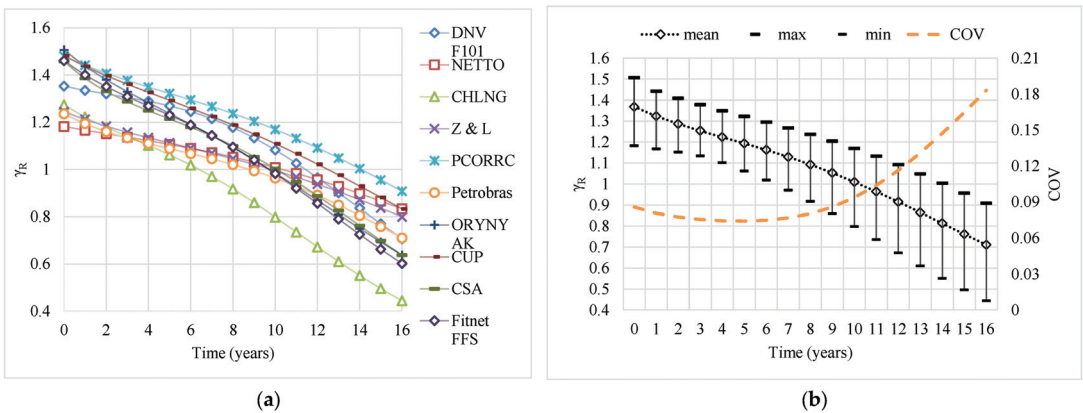 1.6
1.4
1.2
1
0.8
0.6
0.4
γR
0 2 4 6 8 10 12 14 16
Time (years)
DNV
F101
NETTO
CHLNG
Z & L
PCORRC
Petrobras
ORYNY
AK
CUP
CSA
Fitnet
FFS
(a)
mean max min COV
1.6
1.5
1.4
1.3
1.2
1.1
1
0.9
0.8
0.7
0.6
0.5
0.4
γR
0.21
0.18
0.15
0.12
0.09
0.06
0.03
0
COV
0 1 2 3 4 5 6 7 8 9 10 11 12 13 14 15 16
Time (years)
(b)